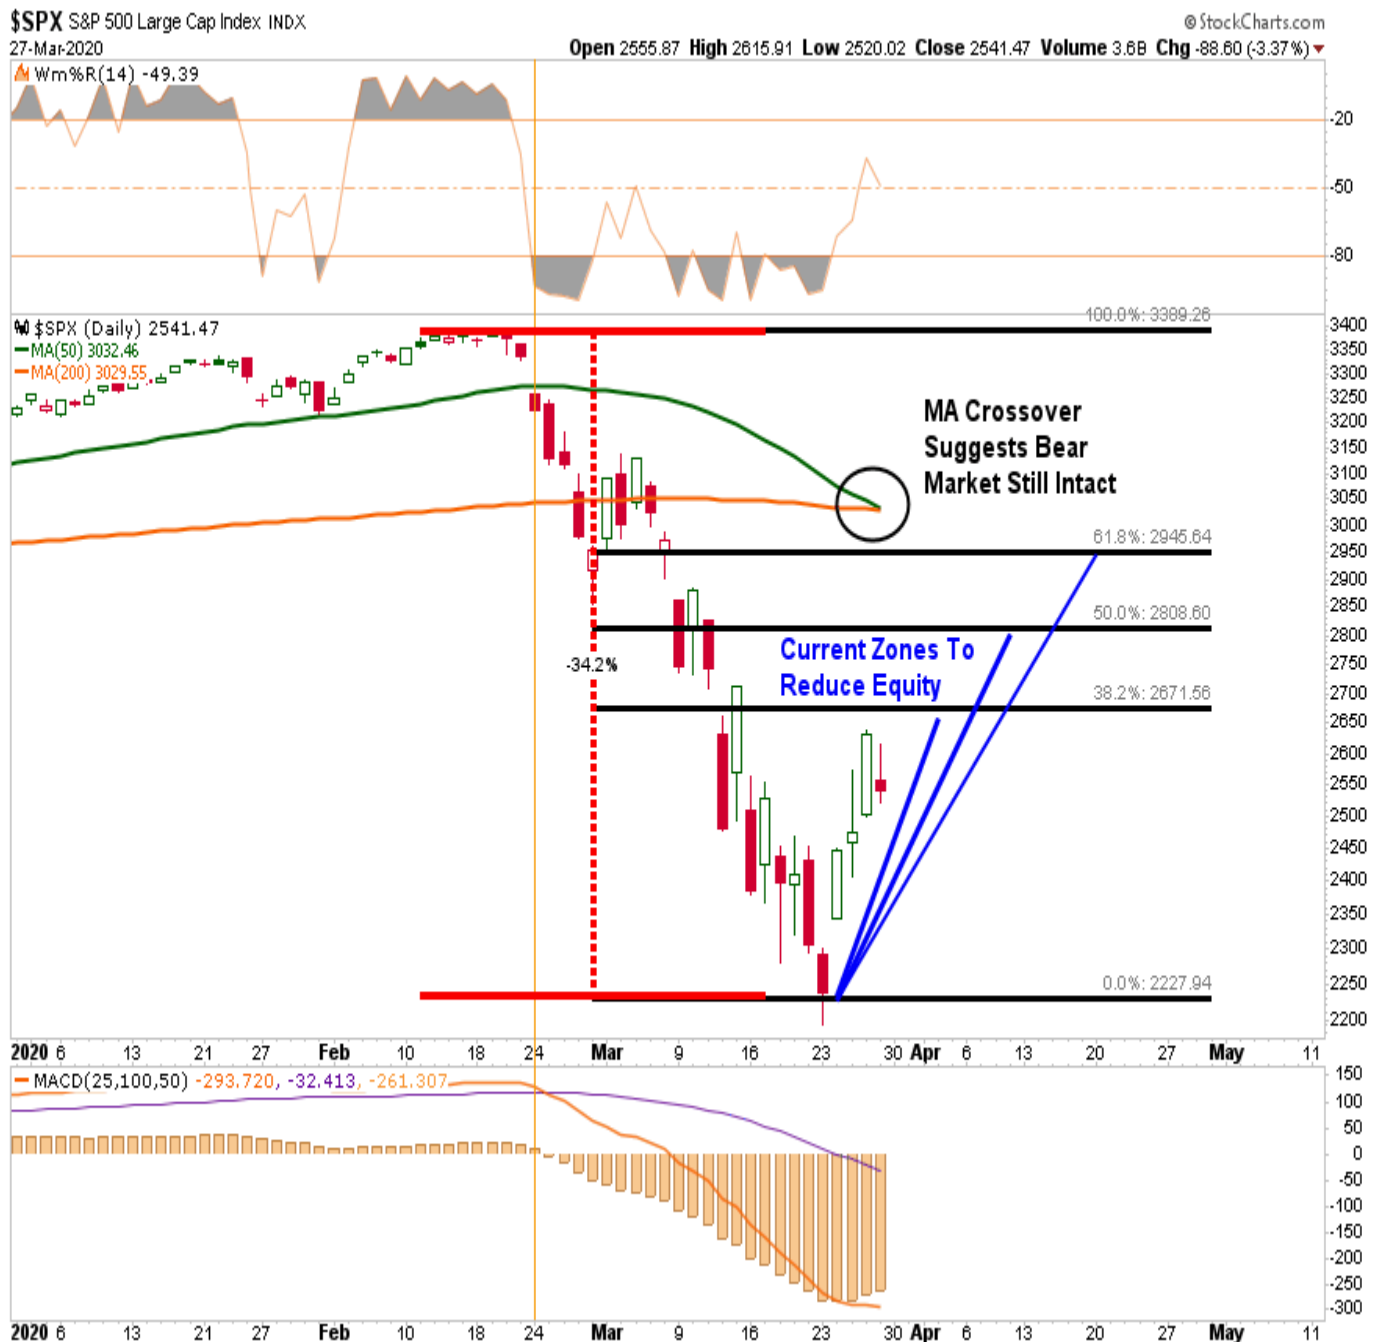 $SPX S&P 500 Large Cap Index INDX
© StockCharts.com
27-Mar-2020
Open 2555.87 High 2615.91 Low 2520.02 Close 2541.47 Volume 3.6B Chg -88.60 (-3.37%)
Wm%R(14) -49.39
-20
-50
-80
$SPX (Daily) 2541.47
MA(50) 3032.46
MA(200) 3029.55
100.0%: 3389.26
3400
3350
3300
3250
3200
3150
3100
3050
3000
2950
2900
2850
2800
2750
2700
2650
2600
2550
2500
2450
2400
2350
2300
2250
2200
MA Crossover
Suggests Bear
Market Still Intact
61.8%: 2945.64
50.0%: 2808.60
Current Zones To
Reduce Equity
-34.2%
38.2%: 2671.56
0.0%: 2227.94
2020 6 13 21 27 Feb 10 18 24 Mar 9 16 23 30 Apr 6 13 20 27 May 11
MACD(25,100,50) -293.720, -32.413, -261.307
150
100
50
0
-50
-100
-150
-200
-250
-300
2020 6 13 21 27 Feb 10 18 24 Mar 9 16 23 30 Apr 6 13 20 27 May 11